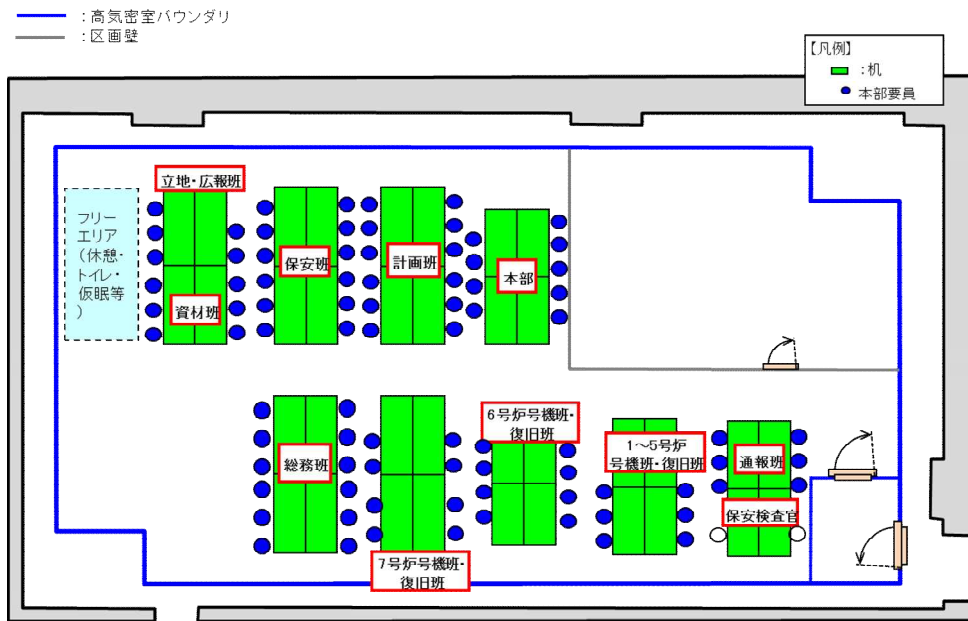 ：高気密室バウンダリ
：区画壁
【凡例】
：机
本部要員
立地・広報班
フリー
エリア
（休憩・
トイレ・
仮眠等
）
資材班
保安班
計画班
本部
総務班
7号炉号機班・
復旧班
6号炉号機班・
復旧班
1～5号炉
号機班・復旧班
通報班
保安検査官